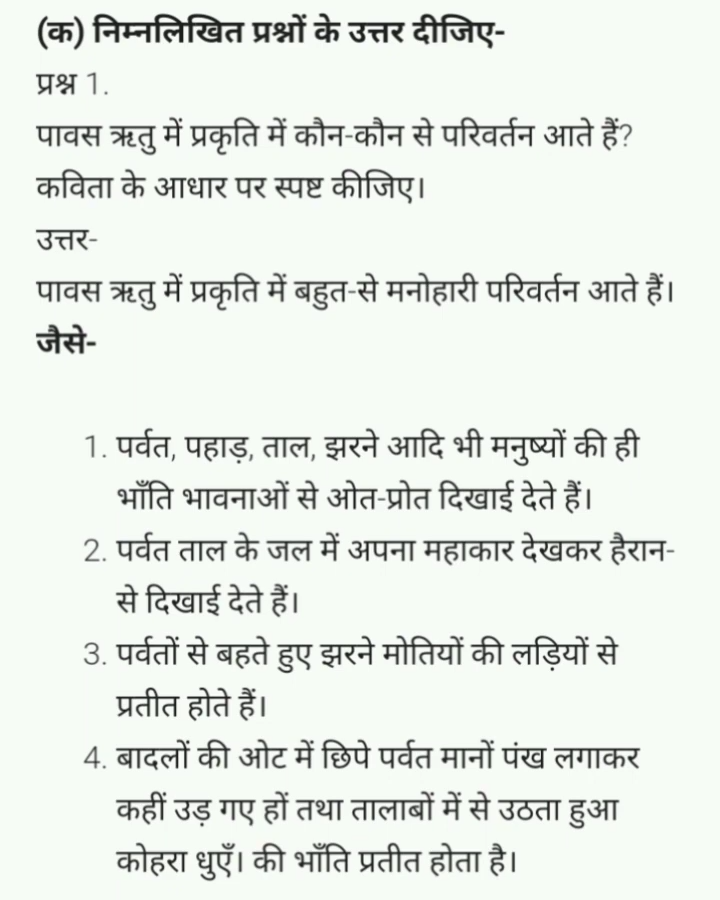 (क) निम्नलिखित प्रश्नों के उत्तर दीजिए-
प्रश्न 1.
पावस ऋतु में प्रकृति में कौन-कौन से परिवर्तन आते हैं?
कविता के आधार पर स्पष्ट कीजिए।
उत्तर-
पावस ऋतु में प्रकृति में बहुत-से मनोहारी परिवर्तन आते हैं।
जैसे-
1. पर्वत, पहाड़, ताल, झरने आदि भी मनुष्यों की ही
भाँति भावनाओं से ओत-प्रोत दिखाई देते हैं।
2. पर्वत ताल के जल में अपना महाकार देखकर हैरान-
से दिखाई देते हैं।
3. पर्वतों से बहते हुए झरने मोतियों की लड़ियों से
प्रतीत होते हैं।
4. बादलों की ओट में छिपे पर्वत मानों पंख लगाकर
कहीं उड़ गए हों तथा तालाबों में से उठता हुआ
कोहरा धुएँ। की भाँति प्रतीत होता है।